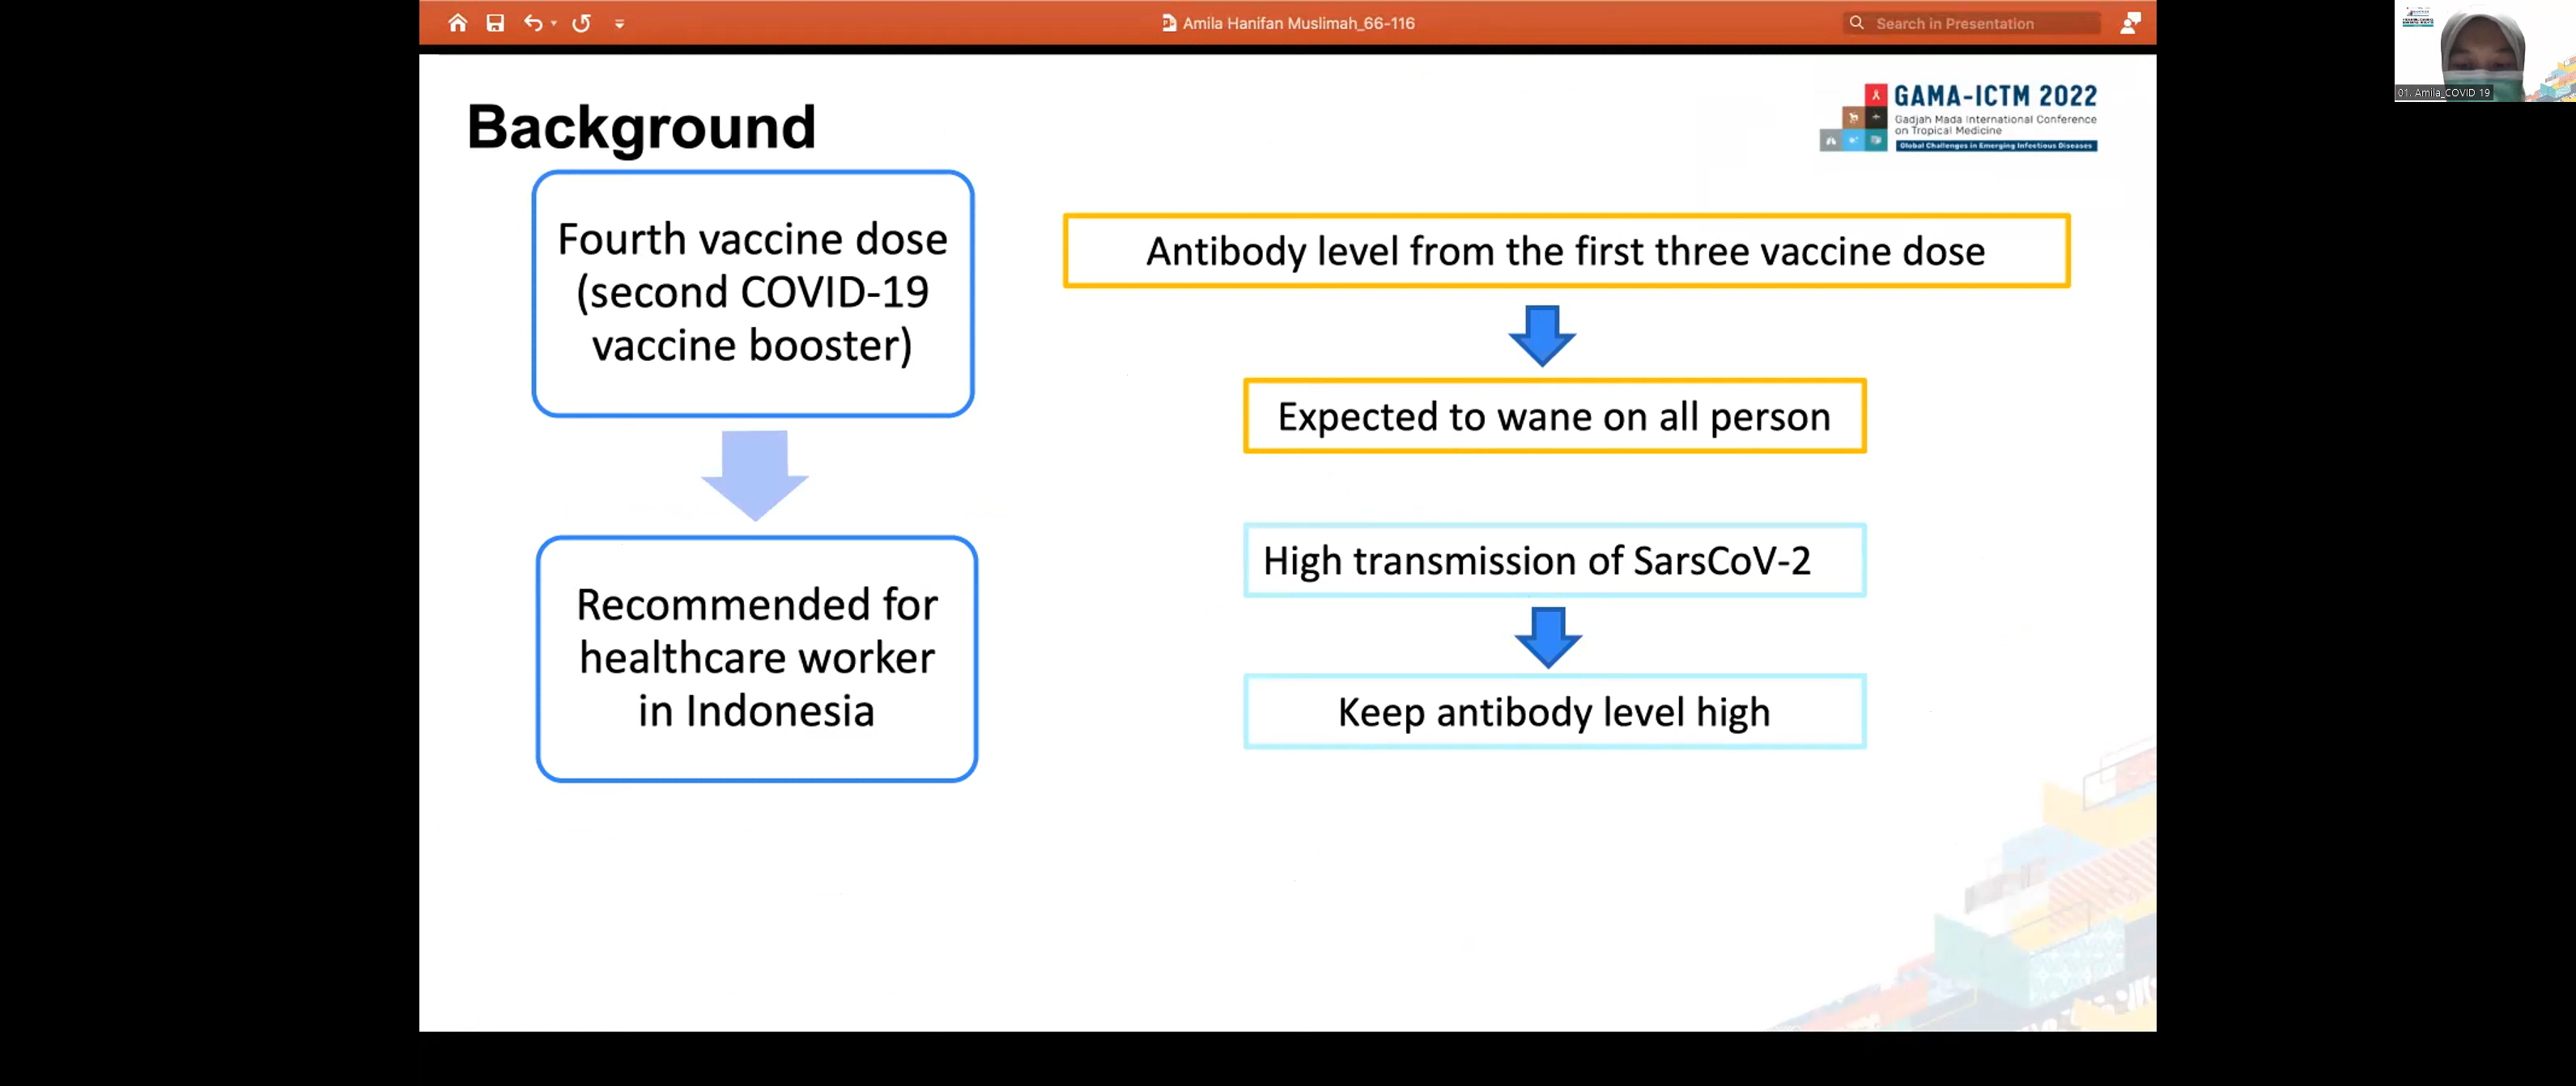 Amila Hanifan Muslimah_66-116
Search in Presentation
01. Amila_COVID 19
Background
GAMA-ICTM 2022
Gadjah Mada International Conference
on Tropical Medicine
Global Challenges in Emerging Infectious Diseases
Fourth vaccine dose
(second COVID-19
vaccine booster)
Recommended for
healthcare worker
in Indonesia
Antibody level from the first three vaccine dose
Expected to wane on all person
High transmission of SarsCoV-2
Keep antibody level high